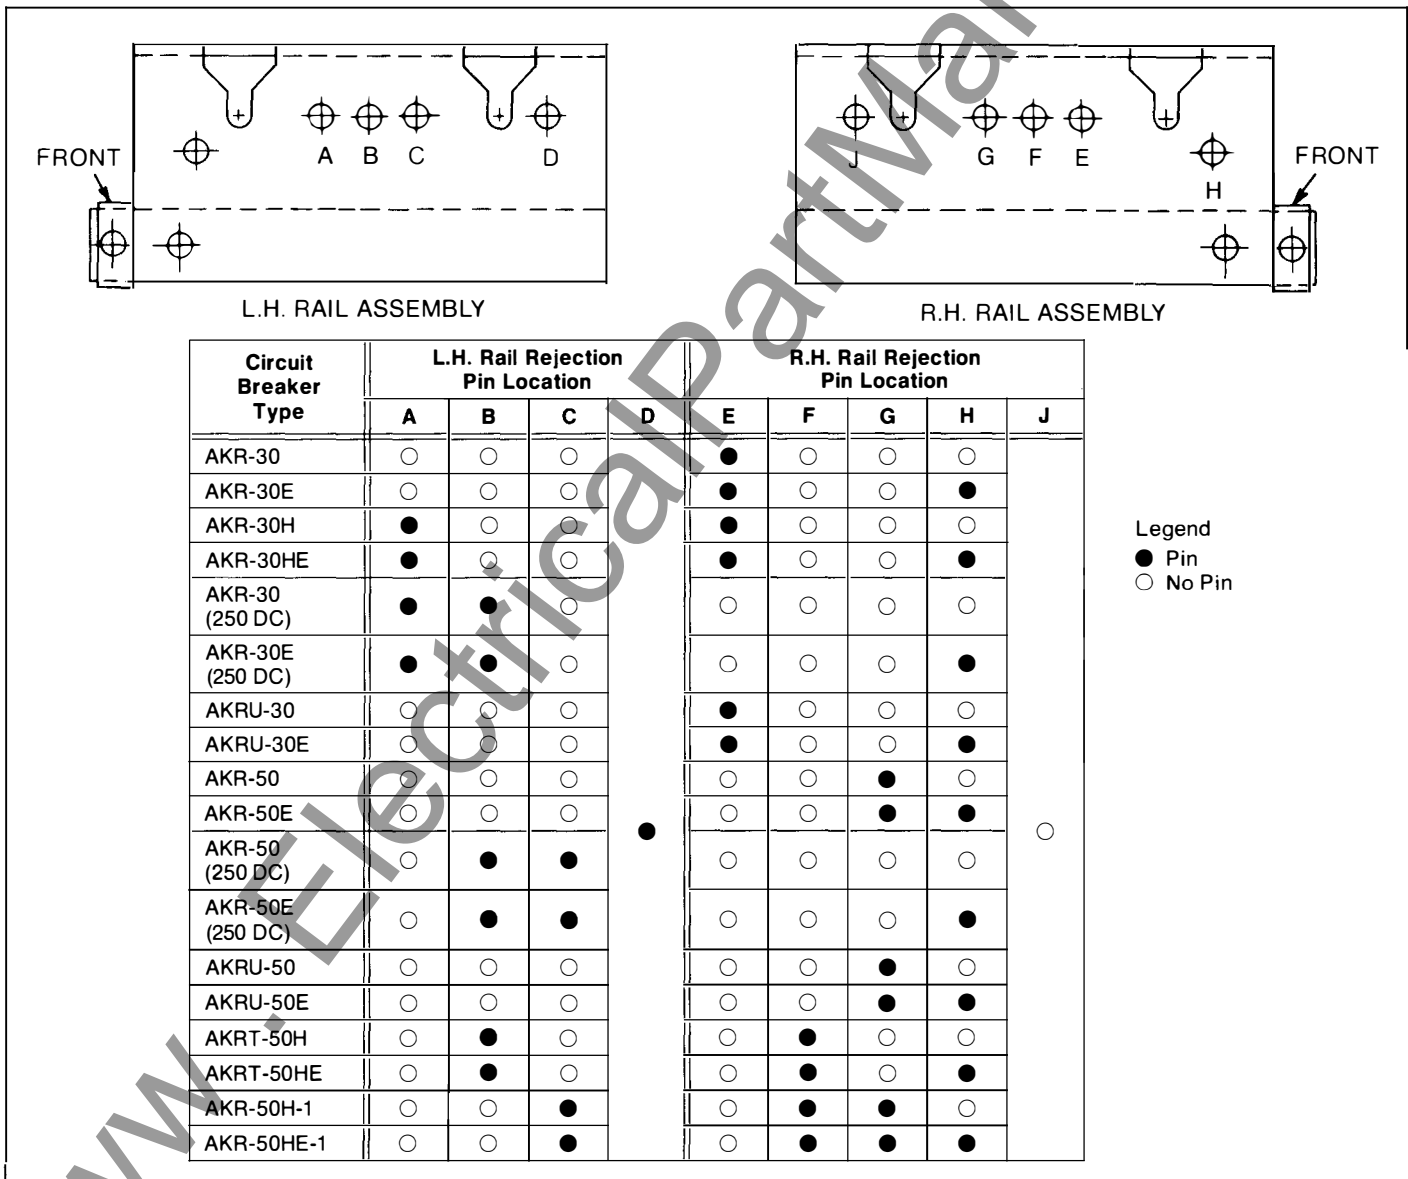 FRONT
A B C D
L.H. RAIL ASSEMBLY
J G F E
H
FRONT
R.H. RAIL ASSEMBLY
Circuit Breaker Type
L.H. Rail Rejection Pin Location
R.H. Rail Rejection Pin Location
A B C D E F G H J
AKR-30 ○ ○ ○ ● ○ ○ ○
AKR-30E ○ ○ ○ ● ○ ○ ●
AKR-30H ● ○ ○ ● ○ ○ ○
AKR-30HE ● ○ ○ ● ○ ○ ●
AKR-30 (250 DC) ● ● ○ ○ ○ ○ ○
AKR-30E (250 DC) ● ● ○ ○ ○ ○ ●
AKRU-30 ○ ○ ○ ● ○ ○ ○
AKRU-30E ○ ○ ○ ● ○ ○ ●
AKR-50 ○ ○ ○ ○ ○ ● ○
AKR-50E ○ ○ ○ ○ ○ ● ●
● ○
AKR-50 (250 DC) ○ ● ● ○ ○ ○ ○
AKR-50E (250 DC) ○ ● ● ○ ○ ○ ●
AKRU-50 ○ ○ ○ ○ ○ ● ○
AKRU-50E ○ ○ ○ ○ ○ ● ●
AKRT-50H ○ ● ○ ○ ● ○ ○
AKRT-50HE ○ ● ○ ○ ● ○ ●
AKR-50H-1 ○ ○ ● ○ ● ● ○
AKR-50HE-1 ○ ○ ● ○ ● ● ●
Legend
● Pin
○ No Pin